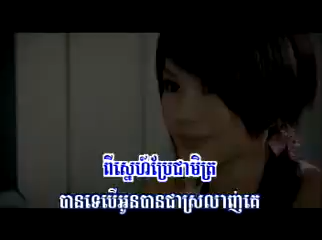 ពីស្នេហ៍ប្រែជាមិត្រ
បានទេបើអូនបានជាស្រលាញ់គេ